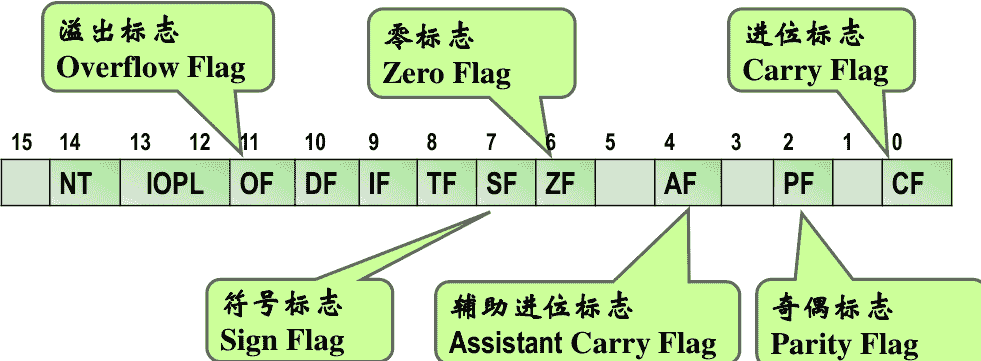 溢出标志
Overflow Flag
零标志
Zero Flag
进位标志
Carry Flag
15 14 13 12 11 10 9 8 7 6 5 4 3 2 1 0
NT IOPL OF DF IF TF SF ZF AF PF CF
符号标志
Sign Flag
辅助进位标志
Assistant Carry Flag
奇偶标志
Parity Flag